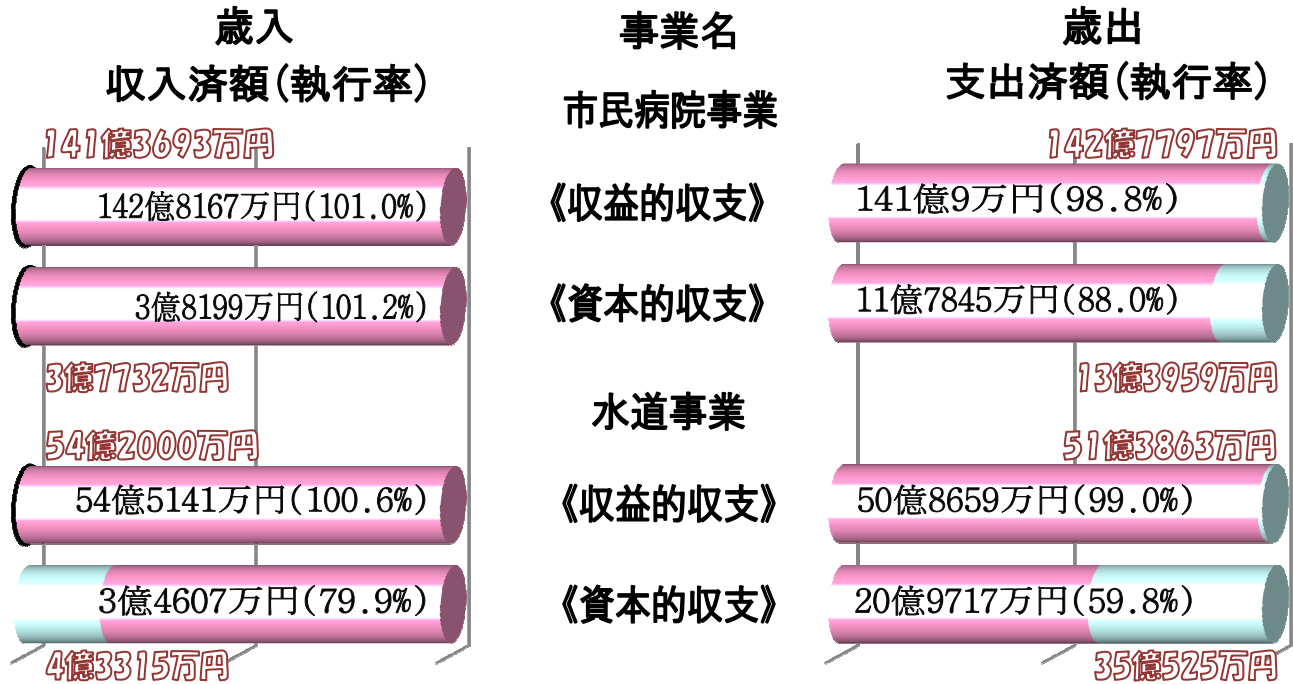 歳入
事業名
歳出
収入済額(執行率)
支出済額(執行率)
市民病院事業
141億3693万円
142億7797万円
142億8167万円(101.0%)
《収益的収支》
141億9万円(98.8%)
3億8199万円(101.2%)
《資本的収支》
11億7845万円(88.0%)
3億7732万円
13億3959万円
水道事業
54億2000万円
51億3863万円
54億5141万円(100.6%)
《収益的収支》
50億8659万円(99.0%)
3億4607万円(79.9%)
《資本的収支》
20億9717万円(59.8%)
4億3315万円
35億525万円